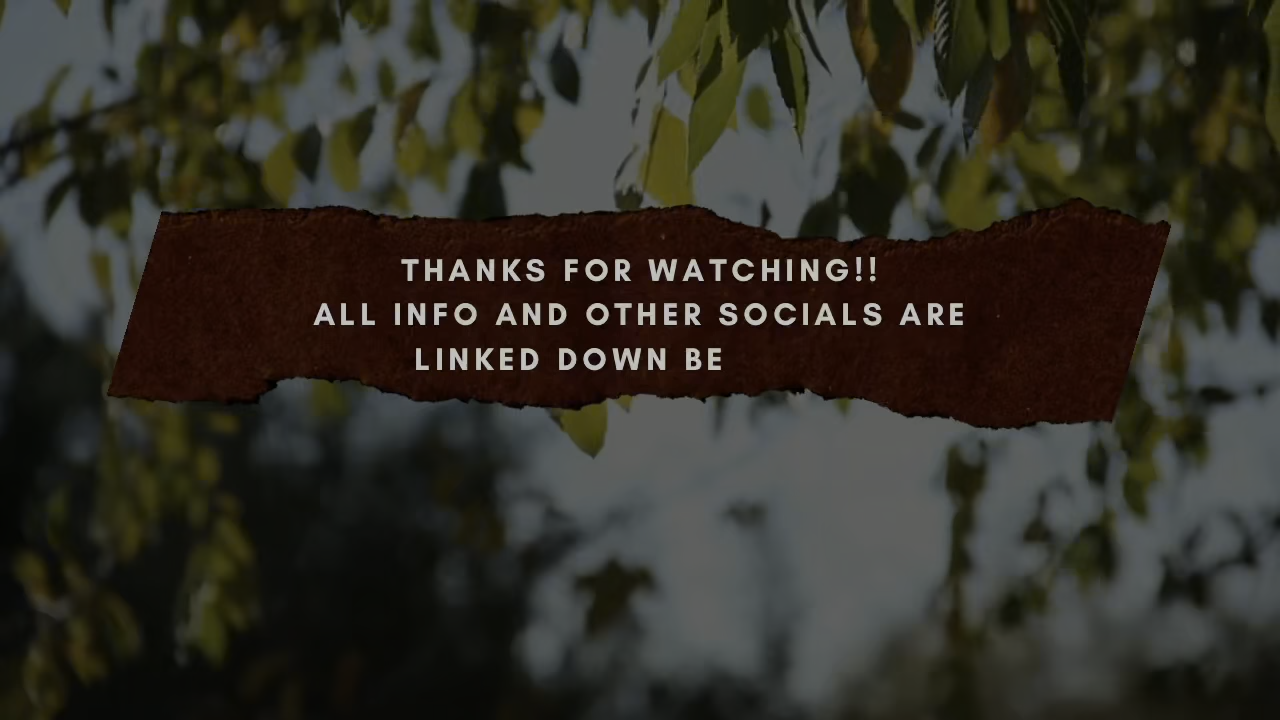 THANKS FOR WATCHING!!
ALL INFO AND OTHER SOCIALS ARE
LINKED DOWN BE